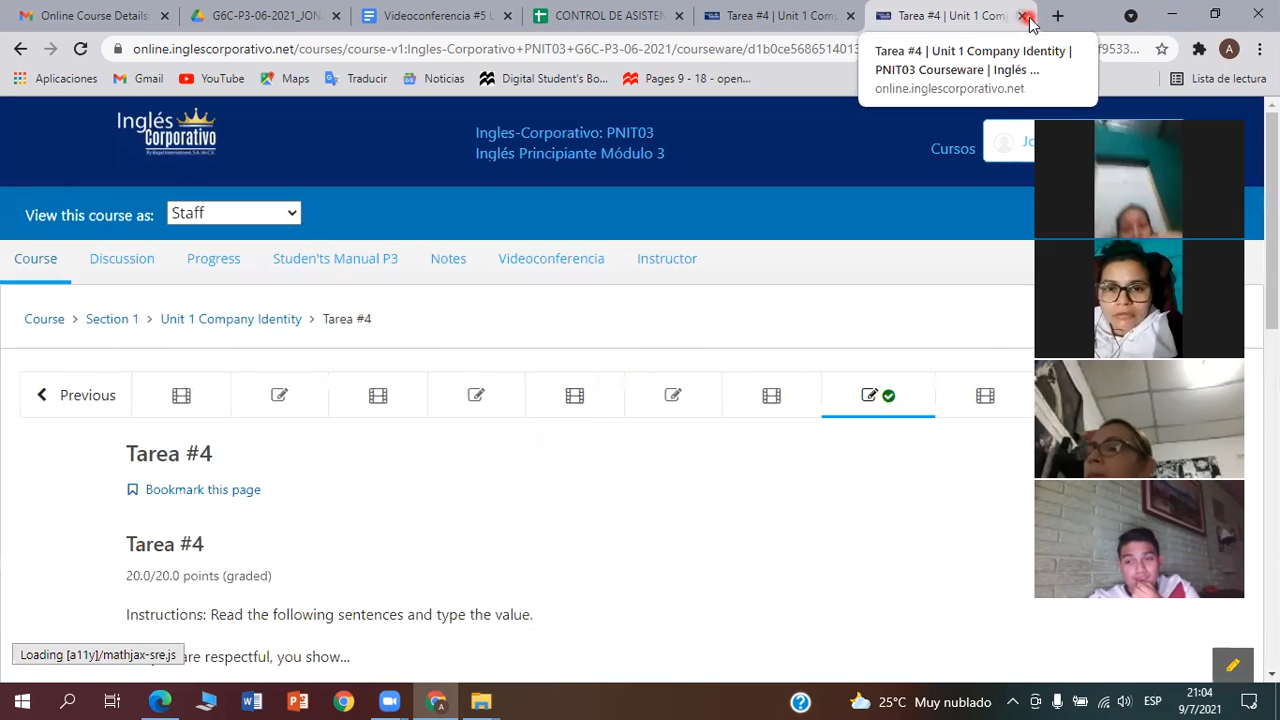 Online Course Details
G6C-P3-06-2021_JON
Videoconferencia #5 L
CONTROL DE ASISTEN
Tarea #4 | Unit 1 Comp
Tarea #4 | Unit 1 Comp
online.inglescorporativo.net/courses/course-v1:Ingles-Corporativo+PNIT03+G6C-P3-06-2021/courseware/d1b0ce5686514013
f9533...
A
Tarea #4 | Unit 1 Company Identity |
PNIT03 Courseware | Inglés ...
online.inglescorporativo.net
Aplicaciones
Gmail
YouTube
Maps
Traducir
Noticias
Digital Student's Bo...
Pages 9 - 18 - open...
Lista de lectura
Inglés
Corporativo
Ingles-Corporativo: PNIT03
Inglés Principiante Módulo 3
Cursos
Jo
View this course as:
Staff
Course
Discussion
Progress
Studen'ts Manual P3
Notes
Videoconferencia
Instructor
Course > Section 1 > Unit 1 Company Identity > Tarea #4
Previous
Tarea #4
Bookmark this page
Tarea #4
20.0/20.0 points (graded)
Instructions: Read the following sentences and type the value.
Loading [a11y]/mathjax-sre.js
are respectful, you show...
25°C Muy nublado
ESP
21:04
9/7/2021